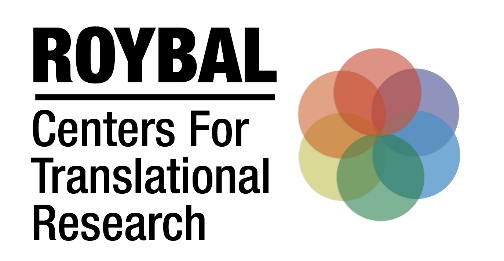 ROYBAL
Centers For
Translational
Research